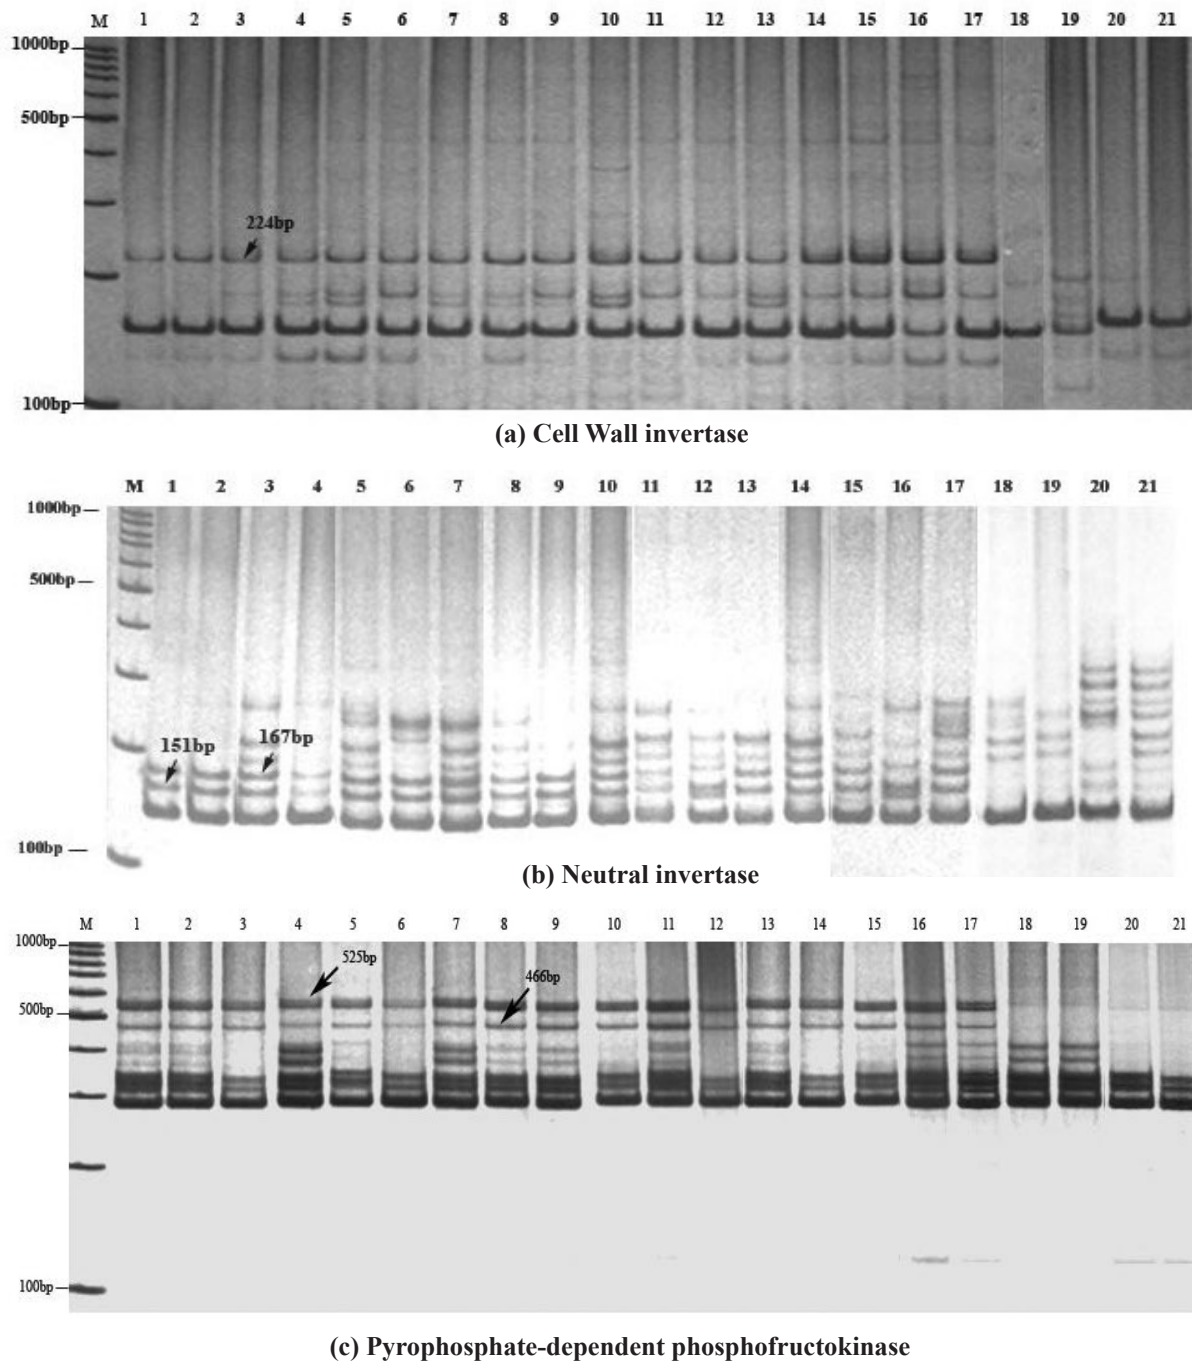 M 1 2 3 4 5 6 7 8 9 10 11 12 13 14 15 16 17 18 19 20 21
1000bp
500bp
224bp
100bp
(a) Cell Wall invertase
M 1 2 3 4 5 6 7 8 9 10 11 12 13 14 15 16 17 18 19 20 21
1000bp
500bp
167bp
151bp
100bp
(b) Neutral invertase
M 1 2 3 4 5 6 7 8 9 10 11 12 13 14 15 16 17 18 19 20 21
1000bp
525bp
466bp
500bp
100bp
(c) Pyrophosphate-dependent phosphofructokinase